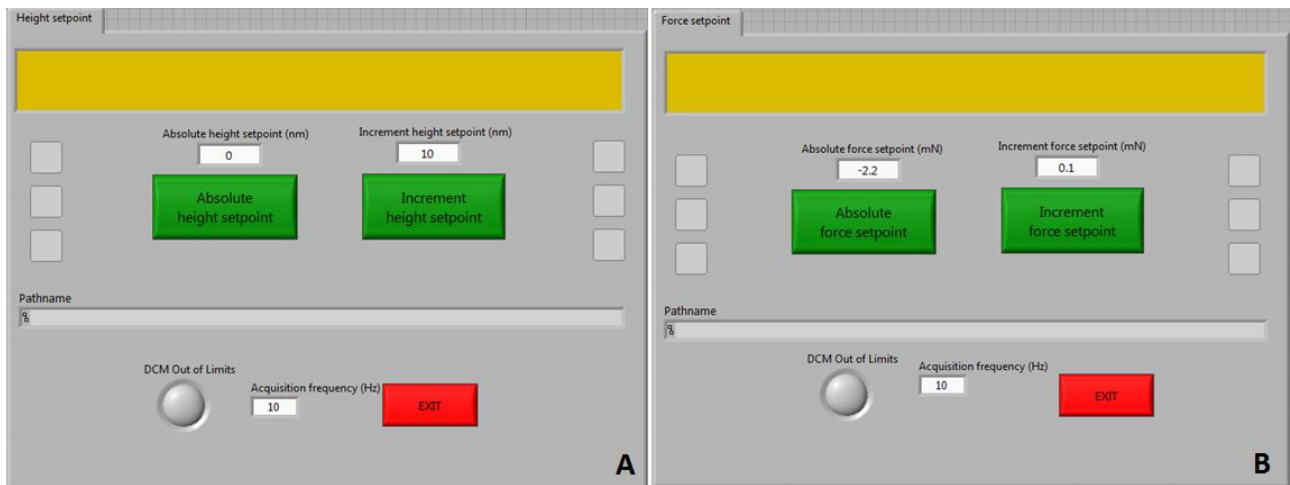 Height setpoint
Absolute height setpoint (nm)
Increment height setpoint (nm)
0
10
Absolute
height setpoint
Increment
height setpoint
Pathname
DCM Out of Limits
Acquisition frequency (Hz)
10
EXIT
A
Force setpoint
Absolute force setpoint (mN)
Increment force setpoint (mN)
-2.2
0.1
Absolute
force setpoint
Increment
force setpoint
Pathname
DCM Out of Limits
Acquisition frequency (Hz)
10
EXIT
B